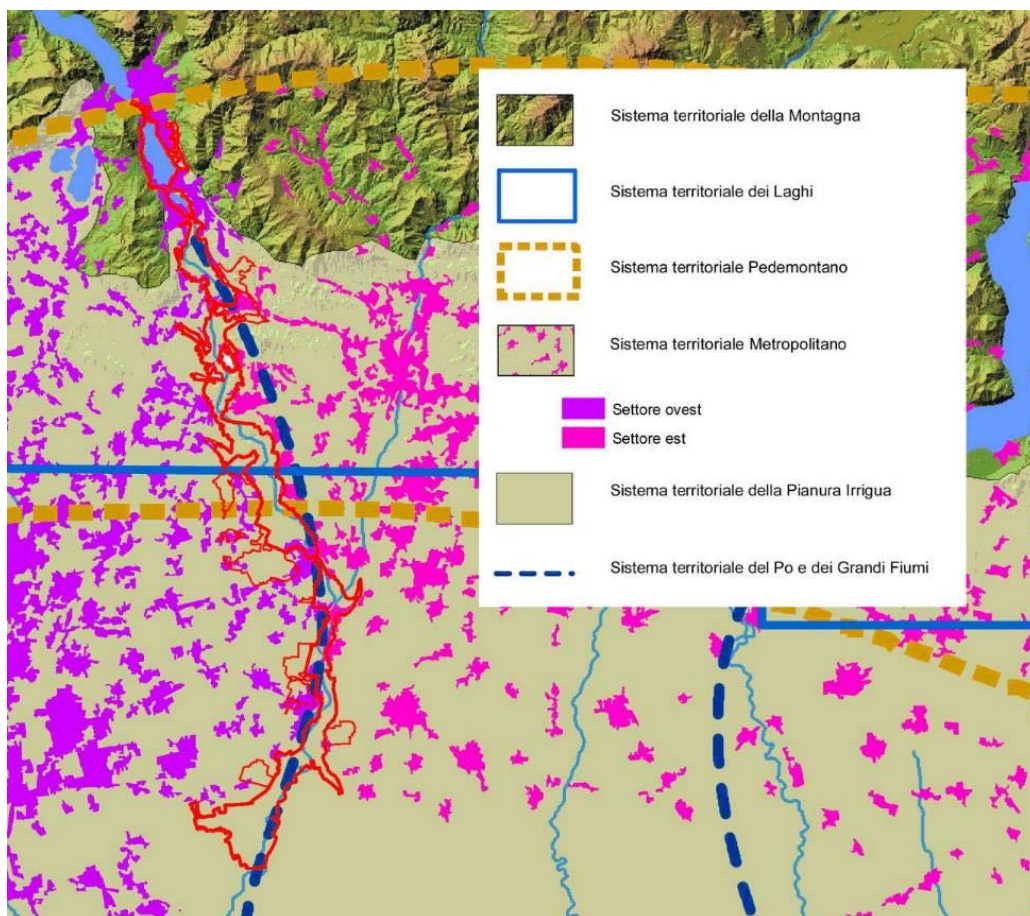 Sistema territoriale della Montagna
Sistema territoriale dei Laghi
Sistema territoriale Pedemontano
Sistema territoriale Metropolitano
Settore ovest
Settore est
Sistema territoriale della Pianura Irrigua
Sistema territoriale del Po e dei Grandi Fiumi